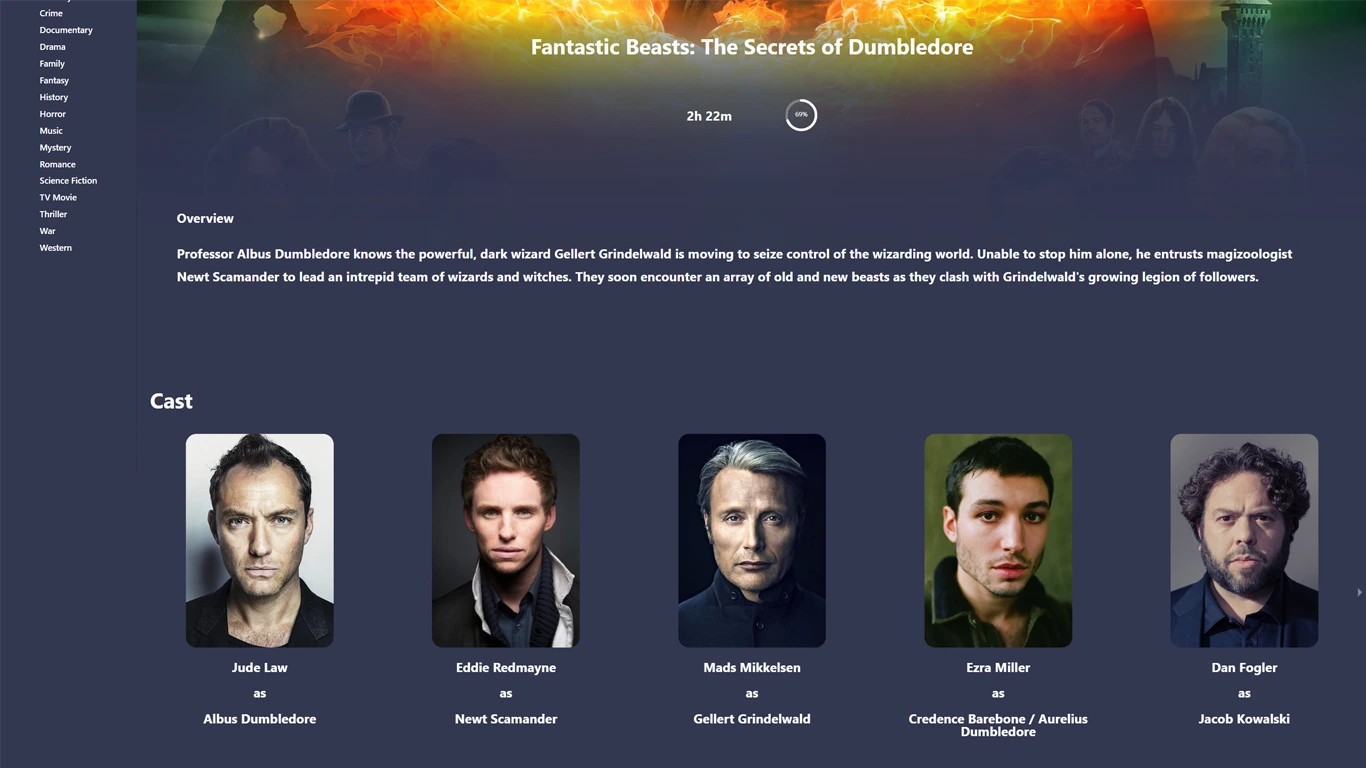 Crime
Documentary
Drama
Family
Fantasy
History
Horror
Music
Mystery
Romance
Science Fiction
TV Movie
Thriller
War
Western
Fantastic Beasts: The Secrets of Dumbledore
2h 22m
69%
Overview
Professor Albus Dumbledore knows the powerful, dark wizard Gellert Grindelwald is moving to seize control of the wizarding world. Unable to stop him alone, he entrusts magizoologist
Newt Scamander to lead an intrepid team of wizards and witches. They soon encounter an array of old and new beasts as they clash with Grindelwald's growing legion of followers.
Cast
Jude Law
as
Albus Dumbledore
Eddie Redmayne
as
Newt Scamander
Mads Mikkelsen
as
Gellert Grindelwald
Ezra Miller
as
Credence Barebone / Aurelius
Dumbledore
Dan Fogler
as
Jacob Kowalski